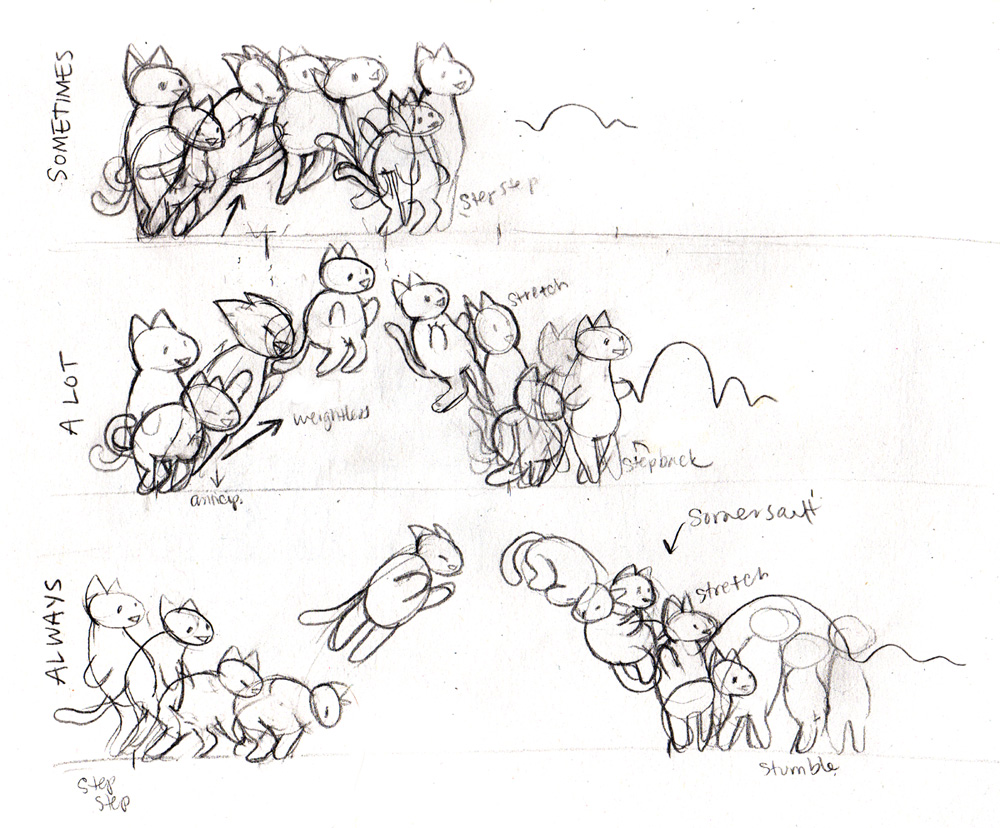 SOMETIMES
Step Step
A LOT
stretch
weightless
stepback
anticip.
ALWAYS
Somersault
stretch
Step
Step
stumble